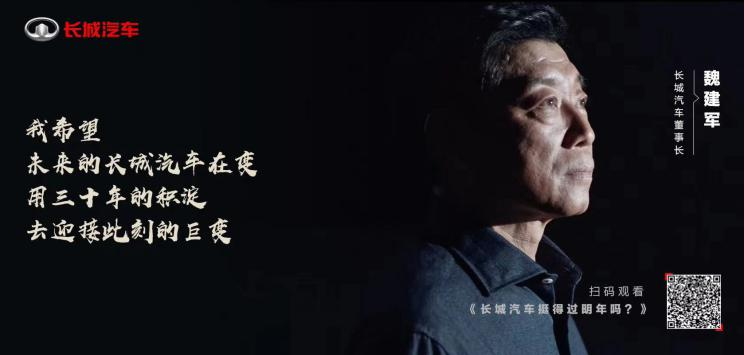 长城汽车
我希望
未来的长城汽车在变
用三十年的积淀
去迎接此刻的巨变
魏建军
长城汽车董事长
扫码观看
《长城汽车挺得过明年吗？》